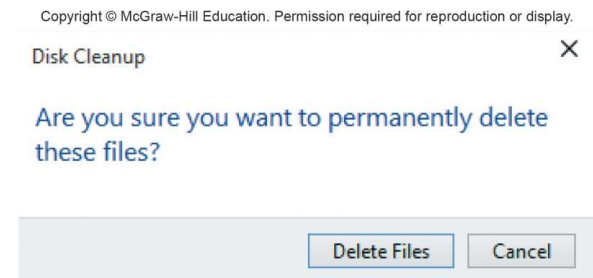 Copyright © McGraw-Hill Education. Permission required for reproduction or display.
Disk Cleanup
Are you sure you want to permanently delete
these files?
Delete Files Cancel